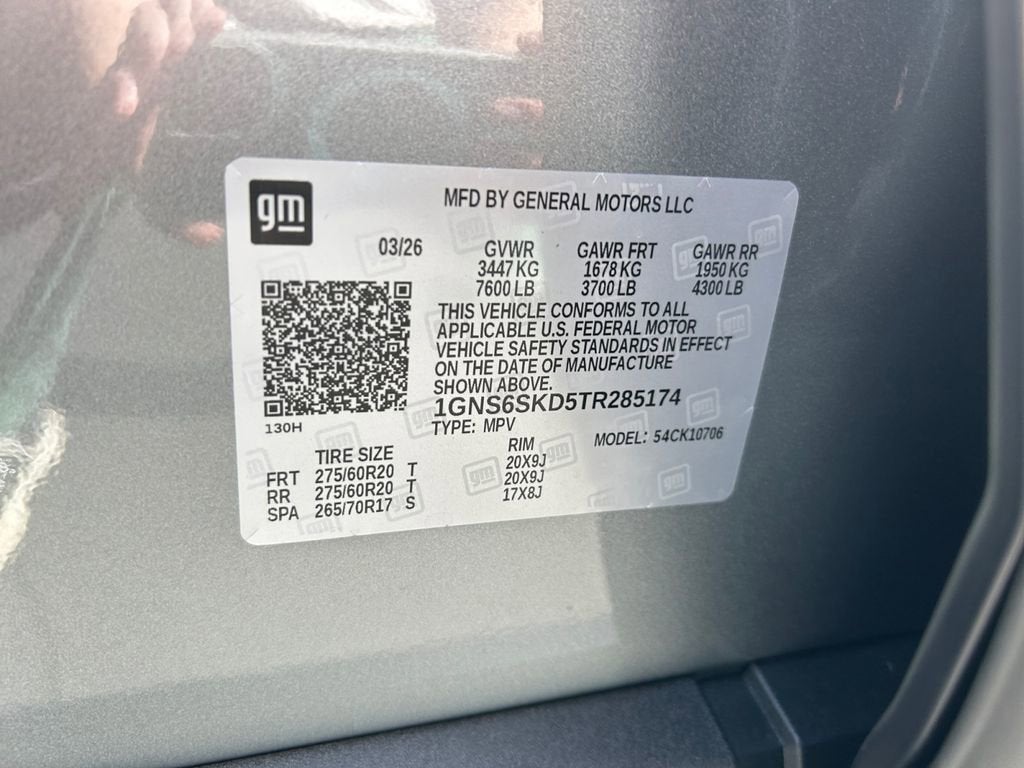 gm
MFD BY GENERAL MOTORS LLC
03/26 GVWR GAWR FRT GAWR RR
3447 KG 1678 KG 1950 KG
7600 LB 3700 LB 4300 LB
THIS VEHICLE CONFORMS TO ALL
APPLICABLE U.S. FEDERAL MOTOR
VEHICLE SAFETY STANDARDS IN EFFECT
ON THE DATE OF MANUFACTURE
SHOWN ABOVE.
1GNS6SKD5TR285174
130H
TYPE: MPV
MODEL: 54CK10706
TIRE SIZE RIM
FRT 275/60R20 T 20X9J
RR 275/60R20 T 20X9J
SPA 265/70R17 S 17X8J